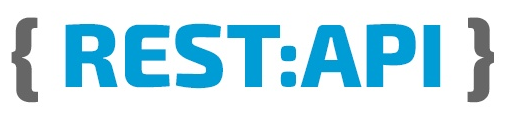 { REST:API }